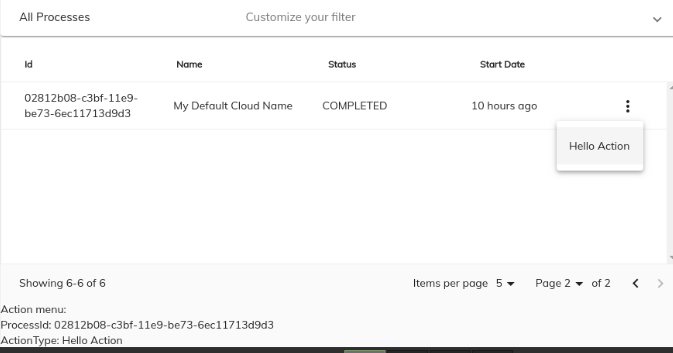 All Processes Customize your filter
Id Name Status Start Date
02812b08-c3bf-11e9-
be73-6ec11713d9d3 My Default Cloud Name COMPLETED 10 hours ago
Hello Action
Showing 6-6 of 6 Items per page 5 Page 2 of 2
Action menu:
ProcessId: 02812b08-c3bf-11e9-be73-6ec11713d9d3
ActionType: Hello Action